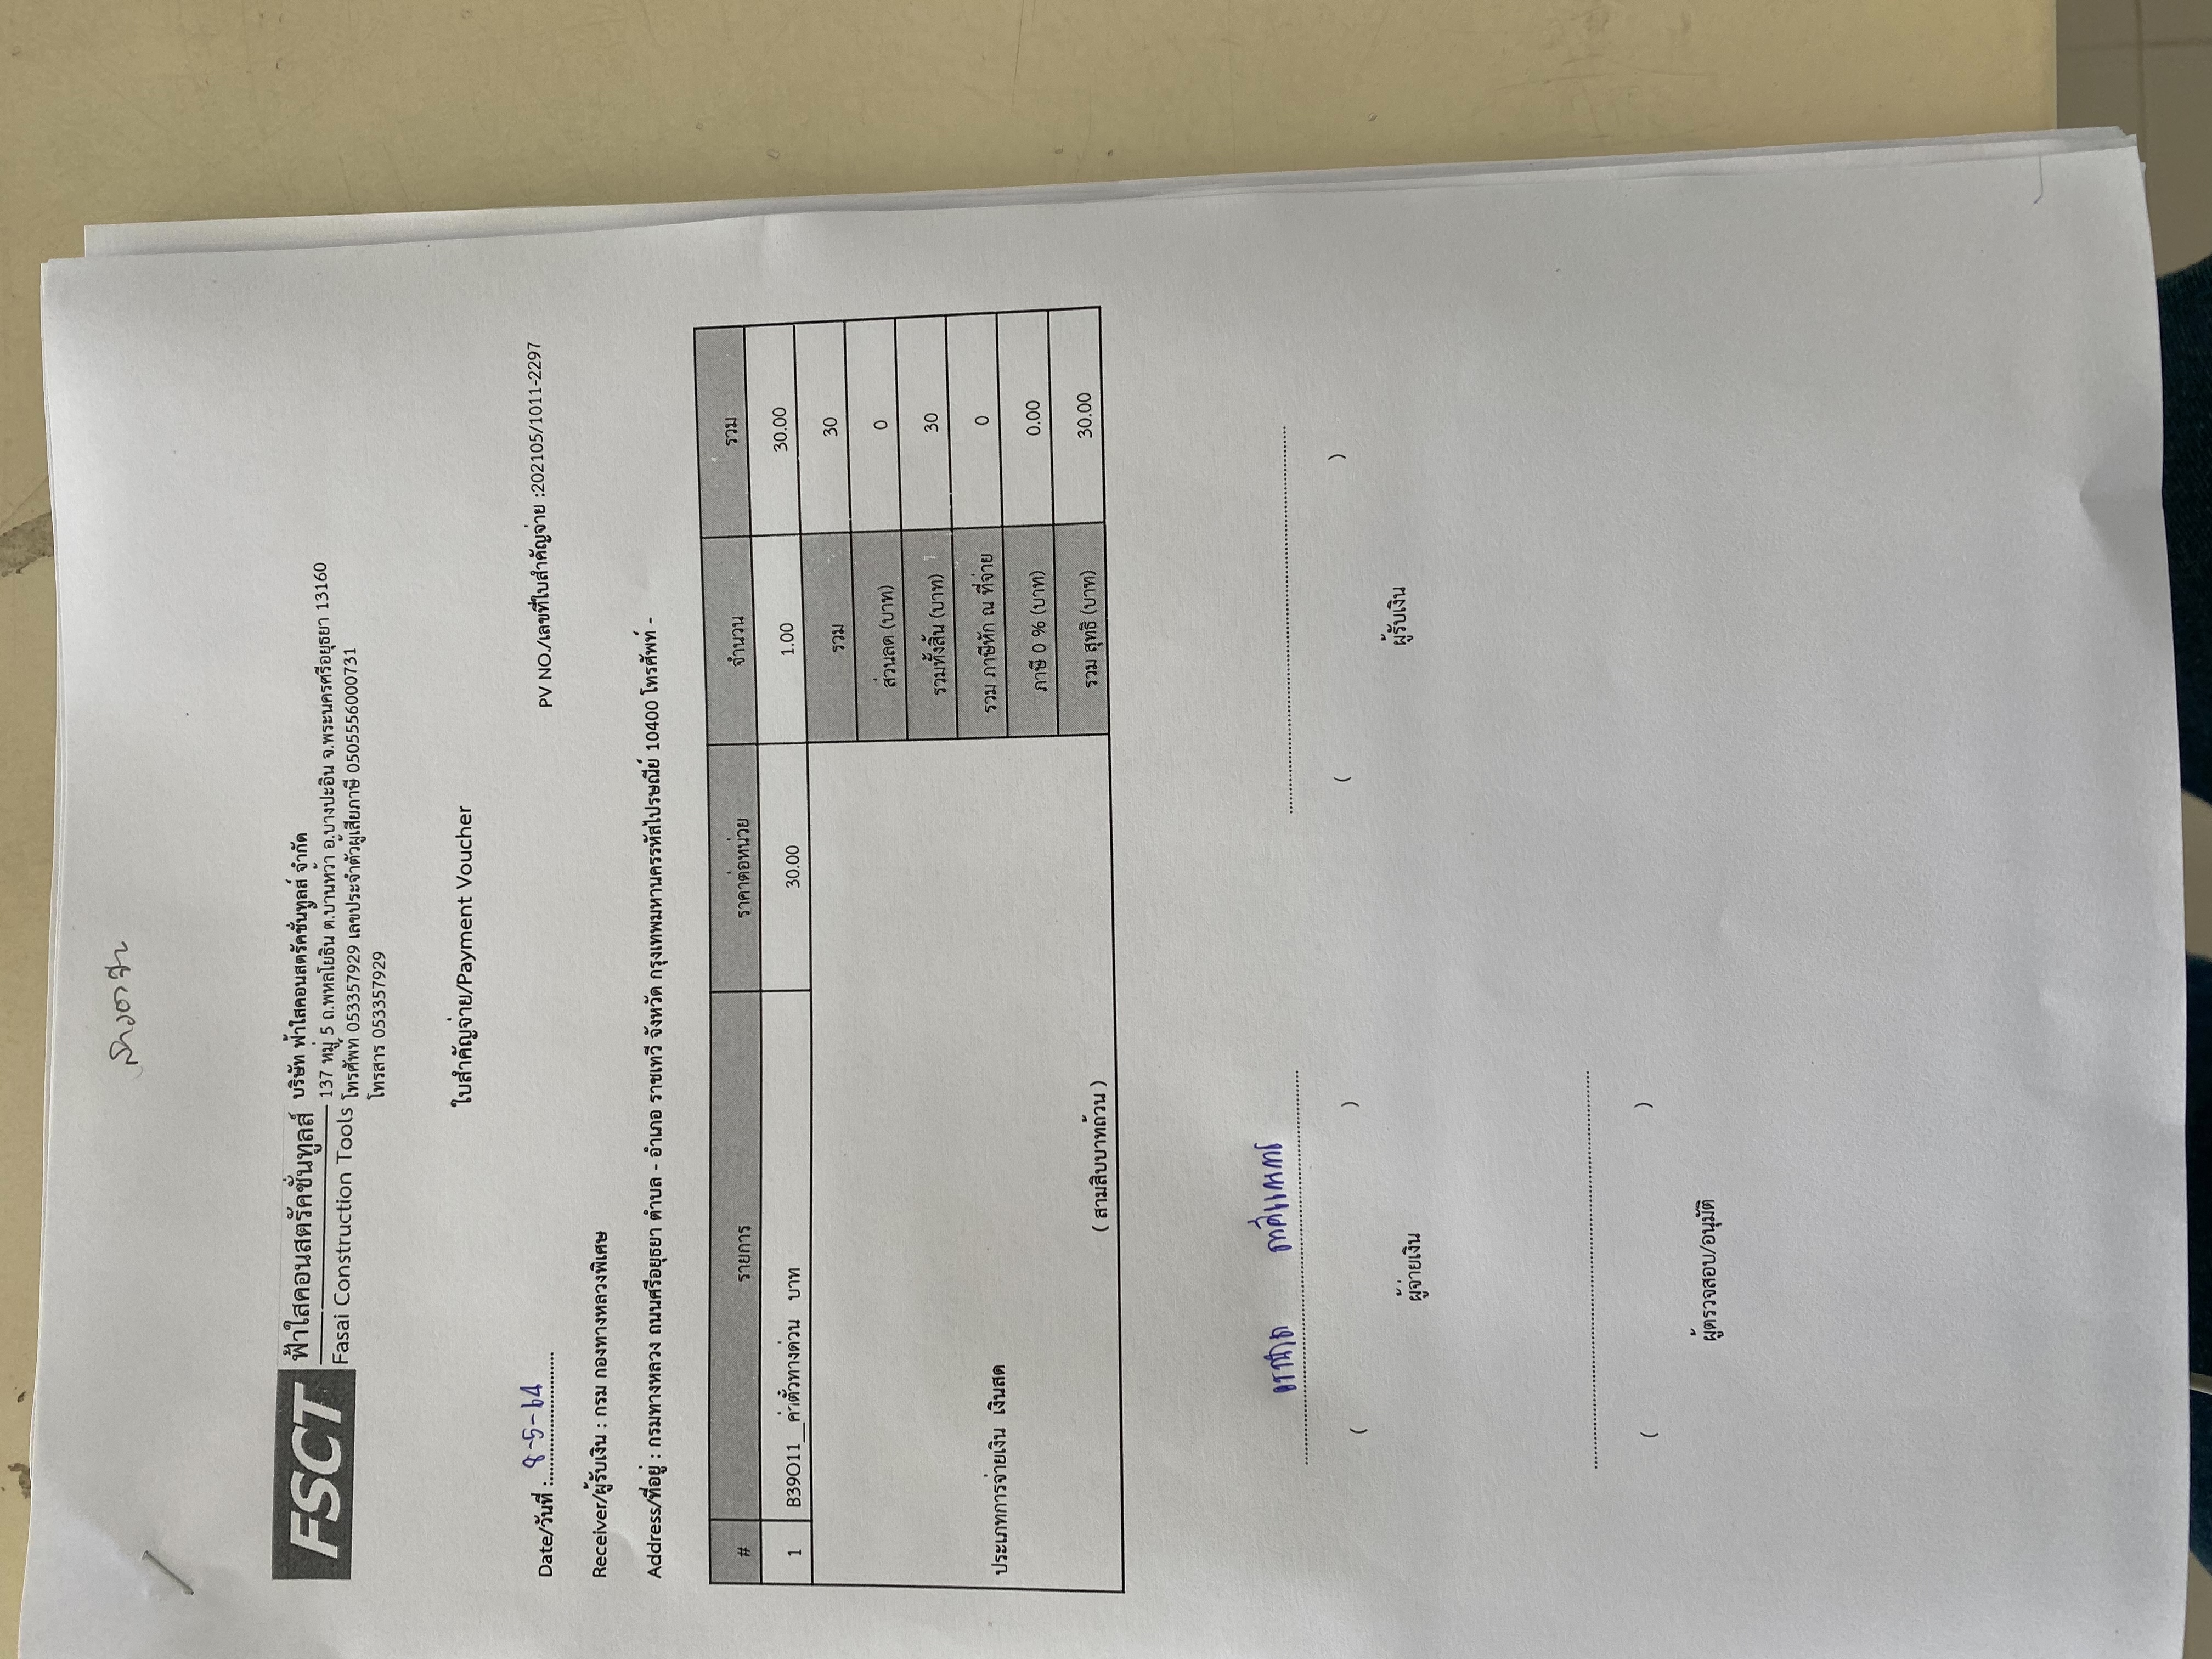 FSCT
ฟ้าใสคอนสตรัคชั่นทูลส์
Fasai Construction Tools
บริษัท ฟ้าใสคอนสตรัคชั่นทูลส์ จำกัด
137 หมู่ 5 ถ.พหลโยธิน ต.บ้านหว้า อ.บางปะอิน จ.พระนครศรีอยุธยา 13160
โทรศัพท์ 053357929 เลขประจำตัวผู้เสียภาษี 0505556000731
โทรสาร 053357929
ใบสำคัญจ่าย/Payment Voucher
Date/วันที่ : 8-5-64
PV NO./เลขที่ใบสำคัญจ่าย :202105/1011-2297
Receiver/ผู้รับเงิน : กรม กองทางหลวงพิเศษ
Address/ที่อยู่ : กรมทางหลวง ถนนศรีอยุธยา ตำบล - อำเภอ ราชเทวี จังหวัด กรุงเทพมหานครรหัสไปรษณีย์ 10400 โทรศัพท์ -
# รายการ ราคาต่อหน่วย จำนวน รวม
1 B39O11__ค่าตั๋วทางด่วน บาท 30.00 1.00 30.00
รวม 30
ส่วนลด (บาท) 0
รวมทั้งสิ้น (บาท) 30
รวม ภาษีหัก ณ ที่จ่าย 0
ประเภทการจ่ายเงิน เงินสด
ภาษี 0 % (บาท) 0.00
รวม สุทธิ (บาท) 30.00
( สามสิบบาทถ้วน )
( )
( )
ผู้จ่ายเงิน
ผู้รับเงิน
( )
ผู้ตรวจสอบ/อนุมัติ